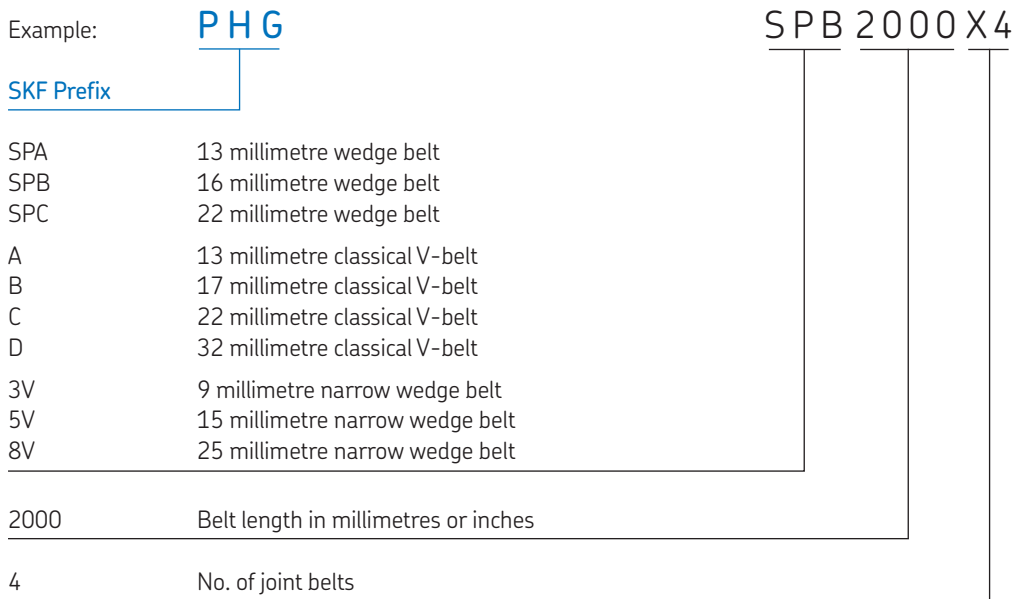 Example: PHG SPB 2000 X4
SKF Prefix
SPA 13 millimetre wedge belt
SPB 16 millimetre wedge belt
SPC 22 millimetre wedge belt
A 13 millimetre classical V-belt
B 17 millimetre classical V-belt
C 22 millimetre classical V-belt
D 32 millimetre classical V-belt
3V 9 millimetre narrow wedge belt
5V 15 millimetre narrow wedge belt
8V 25 millimetre narrow wedge belt
2000 Belt length in millimetres or inches
4 No. of joint belts